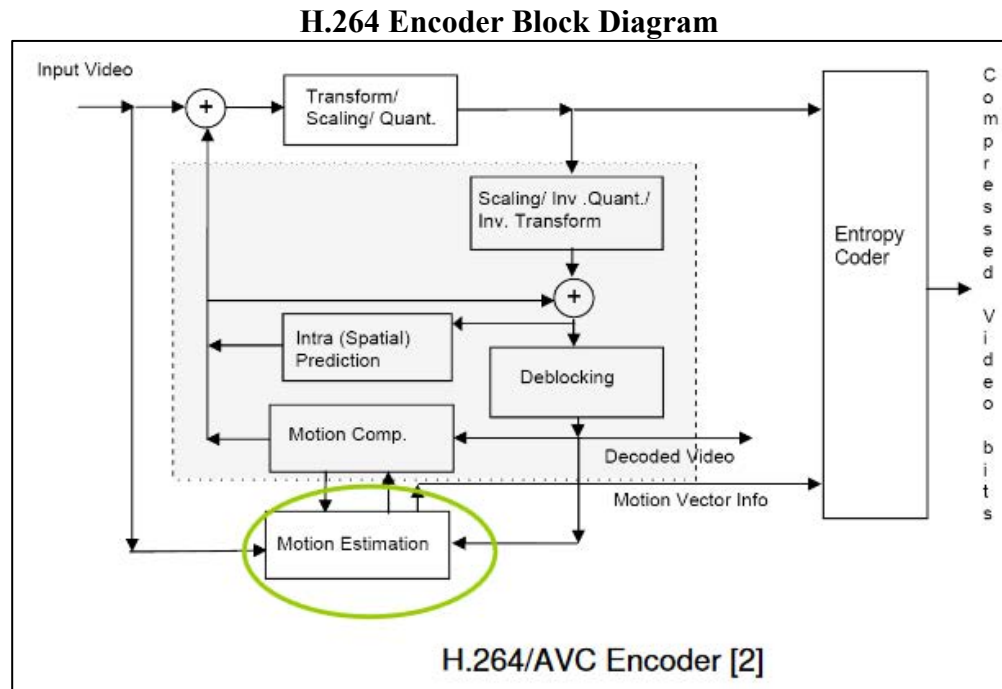 H.264 Encoder Block Diagram
Input Video
+
Transform/
Scaling/ Quant.
Scaling/ Inv .Quant./
Inv. Transform
+
Intra (Spatial)
Prediction
Deblocking
Motion Comp.
Decoded Video
Motion Vector Info
Motion Estimation
Entropy
Coder
Compressed Video bits
H.264/AVC Encoder [2]